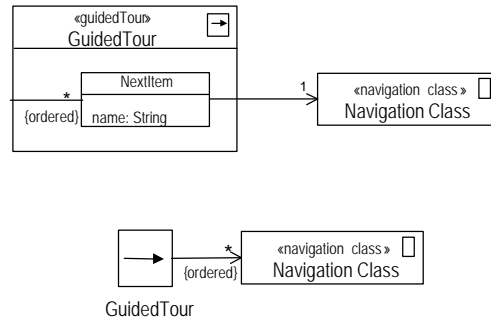 «guidedTour»
GuidedTour
NextItem
*
{ordered}
name: String
1
«navigation class»
Navigation Class
*
{ordered}
«navigation class»
Navigation Class
GuidedTour